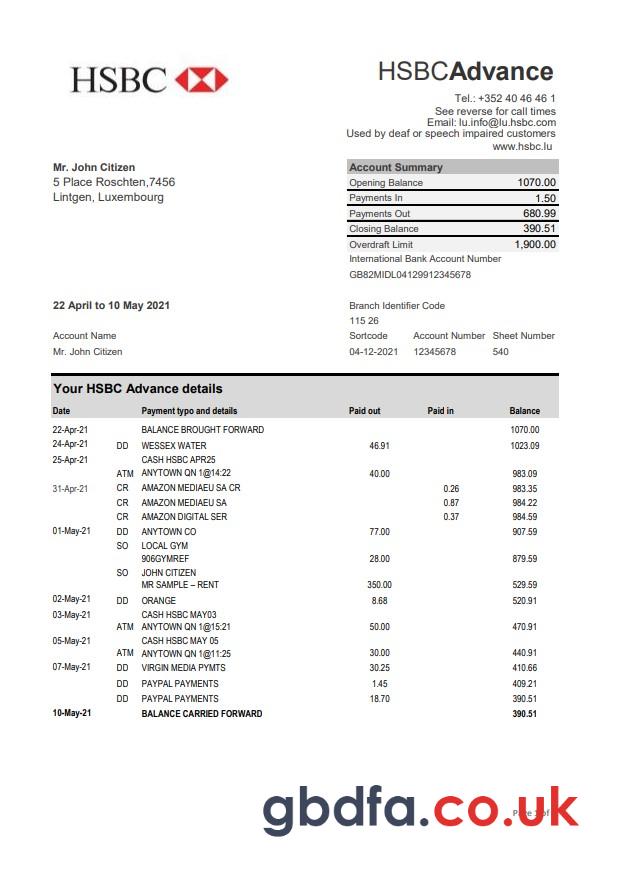 HSBC
HSBCAdvance
Tel.: +352 40 46 46 1
See reverse for call times
Email: lu.info@lu.hsbc.com
Used by deaf or speech impaired customers
www.hsbc.lu
Mr. John Citizen
5 Place Roschten,7456
Lintgen, Luxembourg
Account Summary
Opening Balance 1070.00
Payments In 1.50
Payments Out 680.99
Closing Balance 390.51
Overdraft Limit 1,900.00
International Bank Account Number
GB82MIDL04129912345678
22 April to 10 May 2021
Branch Identifier Code
115 26
Account Name
Sortcode Account Number Sheet Number
Mr. John Citizen
04-12-2021 12345678 540
Your HSBC Advance details
Date Payment typo and details Paid out Paid in Balance
22-Apr-21 BALANCE BROUGHT FORWARD 1070.00
24-Apr-21 DD WESSEX WATER 46.91 1023.09
25-Apr-21 CASH HSBC APR25
ATM ANYTOWN QN 1@14:22 40.00 983.09
31-Apr-21 CR AMAZON MEDIAEU SA CR 0.26 983.35
CR AMAZON MEDIAEU SA 0.87 984.22
CR AMAZON DIGITAL SER 0.37 984.59
01-May-21 DD ANYTOWN CO 77.00 907.59
SO LOCAL GYM
906GYMREF 28.00 879.59
SO JOHN CITIZEN
MR SAMPLE – RENT 350.00 529.59
02-May-21 DD ORANGE 8.68 520.91
03-May-21 CASH HSBC MAY03
ATM ANYTOWN QN 1@15:21 50.00 470.91
05-May-21 CASH HSBC MAY 05
ATM ANYTOWN QN 1@11:25 30.00 440.91
07-May-21 DD VIRGIN MEDIA PYMTS 30.25 410.66
DD PAYPAL PAYMENTS 1.45 409.21
DD PAYPAL PAYMENTS 18.70 390.51
10-May-21 BALANCE CARRIED FORWARD 390.51
gbdfa.co.uk